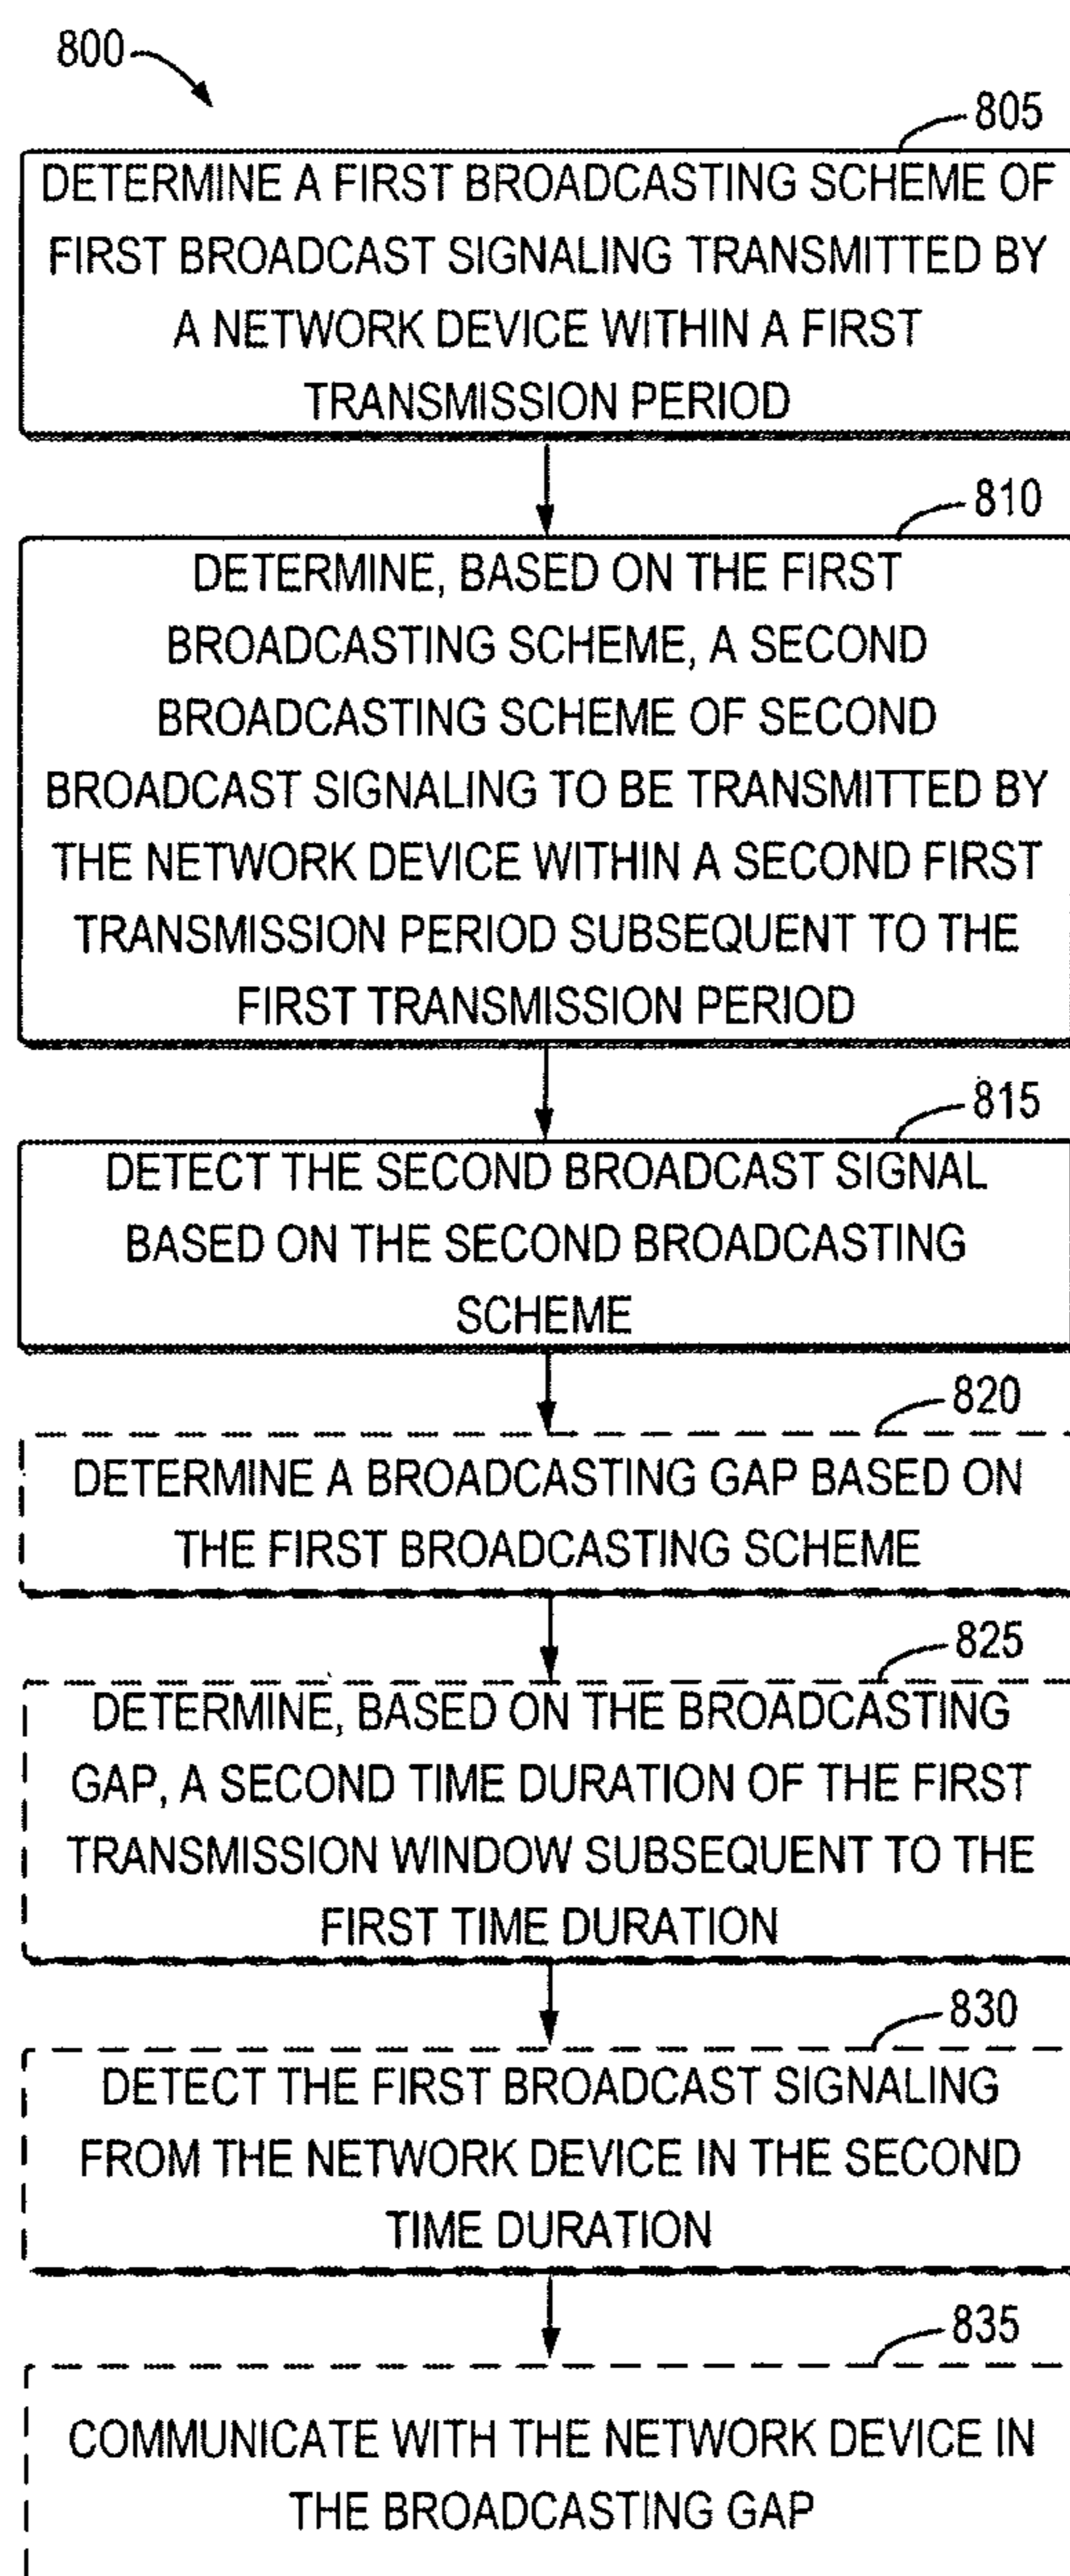 800
805
DETERMINE A FIRST BROADCASTING SCHEME OF
FIRST BROADCAST SIGNALING TRANSMITTED BY
A NETWORK DEVICE WITHIN A FIRST
TRANSMISSION PERIOD
810
DETERMINE, BASED ON THE FIRST
BROADCASTING SCHEME, A SECOND
BROADCASTING SCHEME OF SECOND
BROADCAST SIGNALING TO BE TRANSMITTED BY
THE NETWORK DEVICE WITHIN A SECOND FIRST
TRANSMISSION PERIOD SUBSEQUENT TO THE
FIRST TRANSMISSION PERIOD
815
DETECT THE SECOND BROADCAST SIGNAL
BASED ON THE SECOND BROADCASTING
SCHEME
820
DETERMINE A BROADCASTING GAP BASED ON
THE FIRST BROADCASTING SCHEME
825
DETERMINE, BASED ON THE BROADCASTING
GAP, A SECOND TIME DURATION OF THE FIRST
TRANSMISSION WINDOW SUBSEQUENT TO THE
FIRST TIME DURATION
830
DETECT THE FIRST BROADCAST SIGNALING
FROM THE NETWORK DEVICE IN THE SECOND
TIME DURATION
835
COMMUNICATE WITH THE NETWORK DEVICE IN
THE BROADCASTING GAP